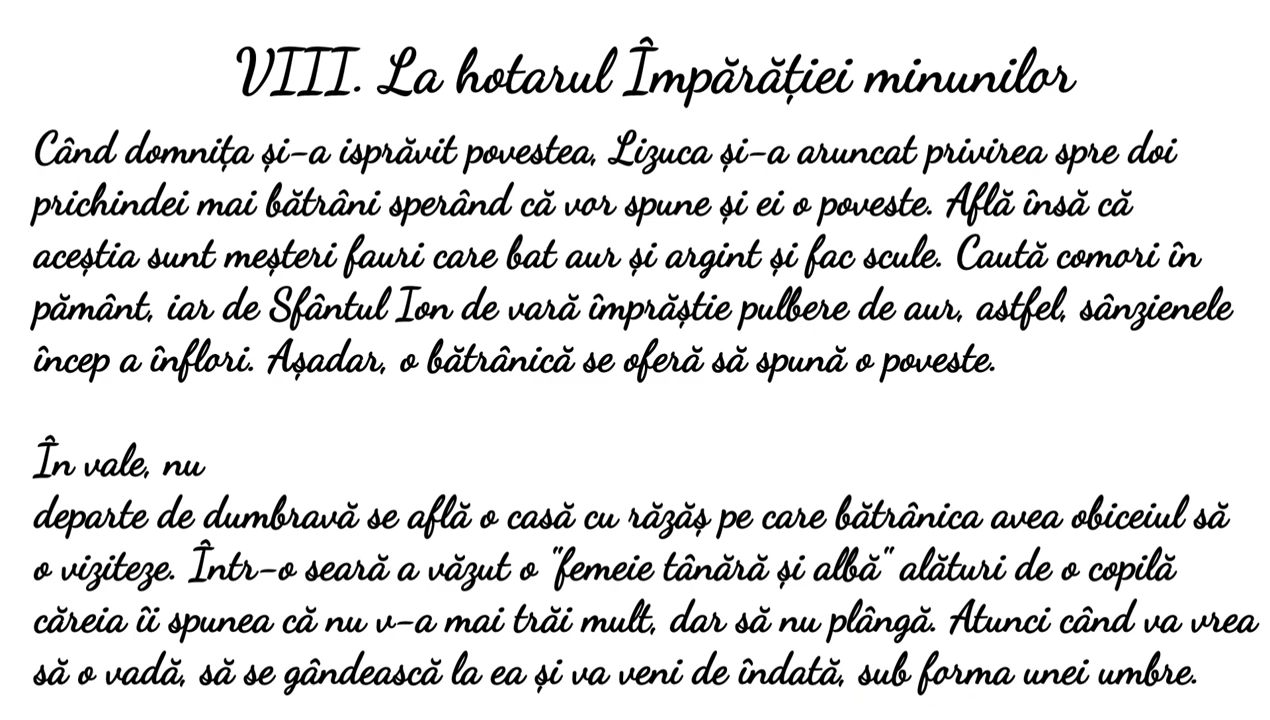 VIII. La hotarul Împărăției minunilor
Când domnița și-a isprăvit povestea, Lizuca și-a aruncat privirea spre doi
prichindei mai bătrâni sperând că vor spune și ei o poveste. Află însă că
aceștia sunt meșteri fauri care bat aur și argint și fac scule. Caută comori în
pământ, iar de Sfântul Ion de vară împrăștie pulbere de aur, astfel, sânzienele
încep a înflori. Așadar, o bătrânică se oferă să spună o poveste.
În vale, nu
departe de dumbravă se află o casă cu răzăș pe care bătrânica avea obiceiul să
o viziteze. Într-o seară a văzut o "femeie tânără și albă" alături de o copilă
căreia îi spunea că nu v-a mai trăi mult, dar să nu plângă. Atunci când va vrea
să o vadă, să se gândească la ea și va veni de îndată, sub forma unei umbre.